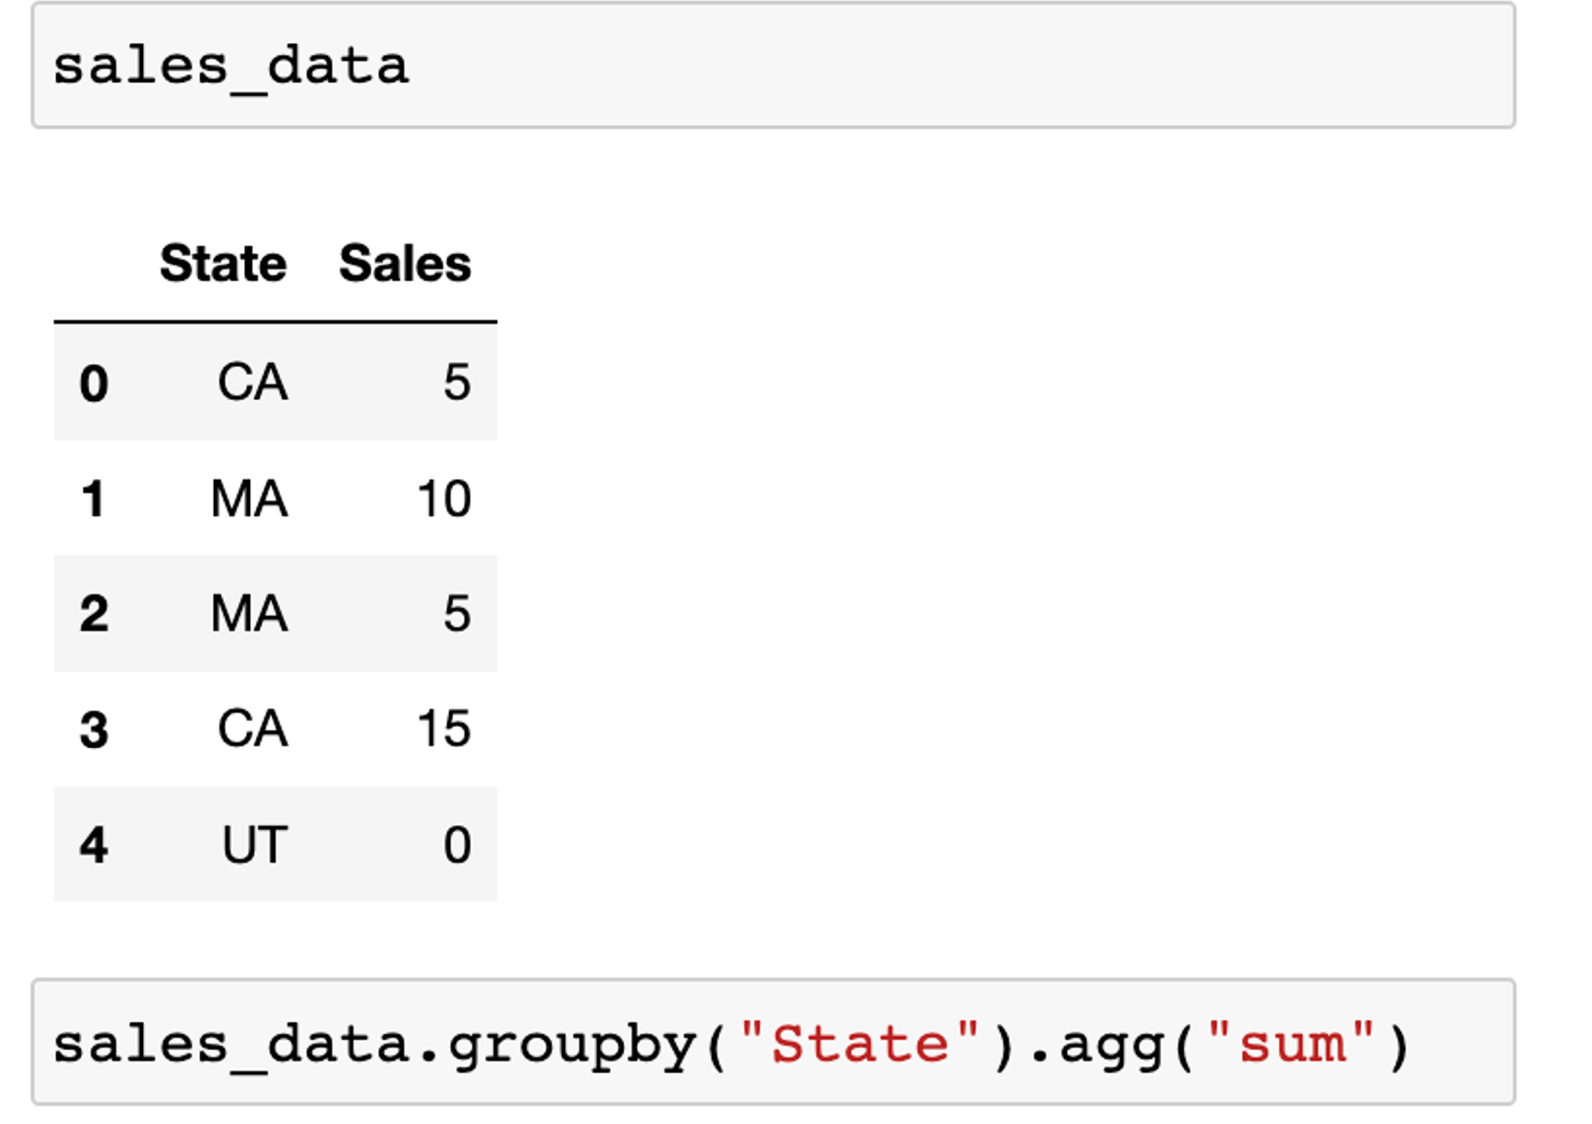 sales_data
State Sales
0 CA 5
1 MA 10
2 MA 5
3 CA 15
4 UT 0
sales_data.groupby("State").agg("sum")